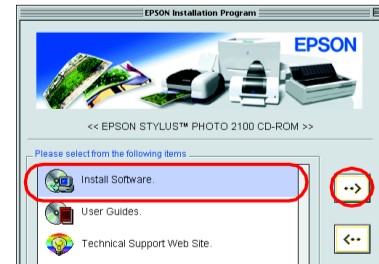 EPSON Installation Program
EPSON
<< EPSON STYLUS™ PHOTO 2100 CD-ROM >>
Please select from the following items
Install Software.
-->
User Guides.
Technical Support Web Site.
<--